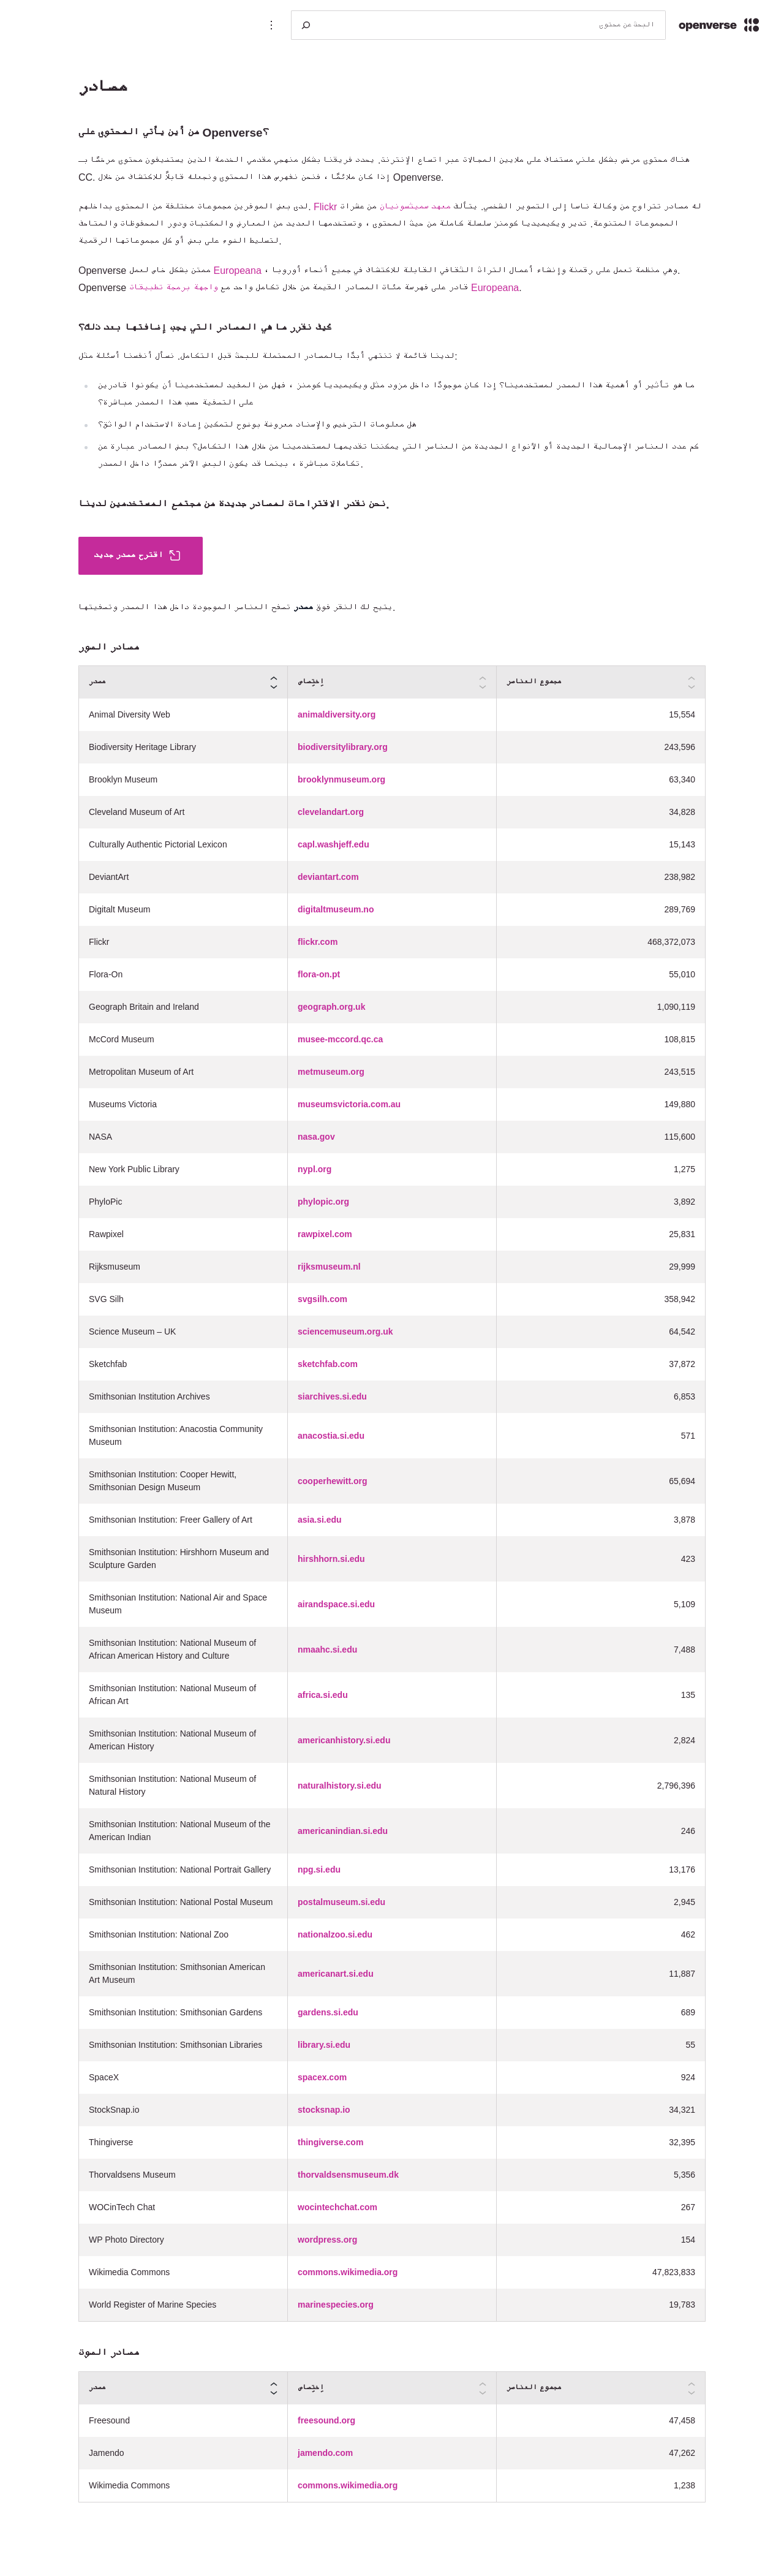 openverse
البحث عن محتوى
مصادر
من أين يأتي المحتوى على Openverse؟
هناك محتوى مرخص بشكل علني مستضاف على ملايين المجالات عبر اتساع الإنترنت. يحدد فريقنا بشكل منهجي مقدمي الخدمة الذين يستضيفون محتوى مرخصًا بـ
CC. إذا كان ملائمًا ، فنحن نفهرس هذا المحتوى ونجعله قابلاً للاكتشاف من خلال Openverse.
لدى بعض الموفرين مجموعات مختلفة من المحتوى بداخلهم. Flickr له مصادر تتراوح من وكالة ناسا إلى التصوير الشخصي. يتألف معهد سميثسونيان من عشرات
المجموعات المتنوعة. تدير ويكيميديا كومنز سلسلة كاملة من حيث المحتوى ، وتستخدمها العديد من المعارض والمكتبات ودور المحفوظات والمتاحف
لتسليط الضوء على بعض أو كل مجموعاتها الرقمية.
Openverse ممتن بشكل خاص لعمل Europeana ، وهي منظمة تعمل على رقمنة وإنشاء أعمال التراث الثقافي القابلة للاكتشاف في جميع أنحاء أوروبا.
Openverse قادر على فهرسة مئات المصادر القيمة من خلال تكامل واحد مع واجهة برمجة تطبيقات Europeana.
كيف نقرر ما هي المصادر التي يجب إضافتها بعد ذلك؟
لدينا قائمة لا تنتهي أبدًا بالمصادر المحتملة للبحث قبل التكامل. نسأل أنفسنا أسئلة مثل:
ما هو تأثير أو أهمية هذا المصدر لمستخدمينا؟ إذا كان موجودًا داخل مزود مثل ويكيميديا كومنز ، فهل من المفيد لمستخدمينا أن يكونوا قادرين
على التصفية حسب هذا المصدر مباشرة؟
هل معلومات الترخيص والإسناد معروضة بوضوح لتمكين إعادة الاستخدام الواثق؟
كم عدد العناصر الإجمالية الجديدة أو الأنواع الجديدة من العناصر التي يمكننا تقديمها لمستخدمينا من خلال هذا التكامل؟ بعض المصادر عبارة عن
تكاملات مباشرة ، بينما قد يكون البعض الآخر مصدرًا داخل المصدر.
نحن نقدر الاقتراحات لمصادر جديدة من مجتمع المستخدمين لدينا.
اقترح مصدر جديد
يتيح لك النقر فوق مصدر تصفح العناصر الموجودة داخل هذا المصدر وتصفيتها.
مصادر الصور
مصدر إختِصاص مجموع العناصر
Animal Diversity Web animaldiversity.org 15,554
Biodiversity Heritage Library biodiversitylibrary.org 243,596
Brooklyn Museum brooklynmuseum.org 63,340
Cleveland Museum of Art clevelandart.org 34,828
Culturally Authentic Pictorial Lexicon capl.washjeff.edu 15,143
DeviantArt deviantart.com 238,982
Digitalt Museum digitaltmuseum.no 289,769
Flickr flickr.com 468,372,073
Flora-On flora-on.pt 55,010
Geograph Britain and Ireland geograph.org.uk 1,090,119
McCord Museum musee-mccord.qc.ca 108,815
Metropolitan Museum of Art metmuseum.org 243,515
Museums Victoria museumsvictoria.com.au 149,880
NASA nasa.gov 115,600
New York Public Library nypl.org 1,275
PhyloPic phylopic.org 3,892
Rawpixel rawpixel.com 25,831
Rijksmuseum rijksmuseum.nl 29,999
SVG Silh svgsilh.com 358,942
Science Museum – UK sciencemuseum.org.uk 64,542
Sketchfab sketchfab.com 37,872
Smithsonian Institution Archives siarchives.si.edu 6,853
Smithsonian Institution: Anacostia Community
Museum anacostia.si.edu 571
Smithsonian Institution: Cooper Hewitt,
Smithsonian Design Museum cooperhewitt.org 65,694
Smithsonian Institution: Freer Gallery of Art asia.si.edu 3,878
Smithsonian Institution: Hirshhorn Museum and
Sculpture Garden hirshhorn.si.edu 423
Smithsonian Institution: National Air and Space
Museum airandspace.si.edu 5,109
Smithsonian Institution: National Museum of
African American History and Culture nmaahc.si.edu 7,488
Smithsonian Institution: National Museum of
African Art africa.si.edu 135
Smithsonian Institution: National Museum of
American History americanhistory.si.edu 2,824
Smithsonian Institution: National Museum of
Natural History naturalhistory.si.edu 2,796,396
Smithsonian Institution: National Museum of the
American Indian americanindian.si.edu 246
Smithsonian Institution: National Portrait Gallery npg.si.edu 13,176
Smithsonian Institution: National Postal Museum postalmuseum.si.edu 2,945
Smithsonian Institution: National Zoo nationalzoo.si.edu 462
Smithsonian Institution: Smithsonian American
Art Museum americanart.si.edu 11,887
Smithsonian Institution: Smithsonian Gardens gardens.si.edu 689
Smithsonian Institution: Smithsonian Libraries library.si.edu 55
SpaceX spacex.com 924
StockSnap.io stocksnap.io 34,321
Thingiverse thingiverse.com 32,395
Thorvaldsens Museum thorvaldsensmuseum.dk 5,356
WOCinTech Chat wocintechchat.com 267
WP Photo Directory wordpress.org 154
Wikimedia Commons commons.wikimedia.org 47,823,833
World Register of Marine Species marinespecies.org 19,783
مصادر الصوت
مصدر إختِصاص مجموع العناصر
Freesound freesound.org 47,458
Jamendo jamendo.com 47,262
Wikimedia Commons commons.wikimedia.org 1,238